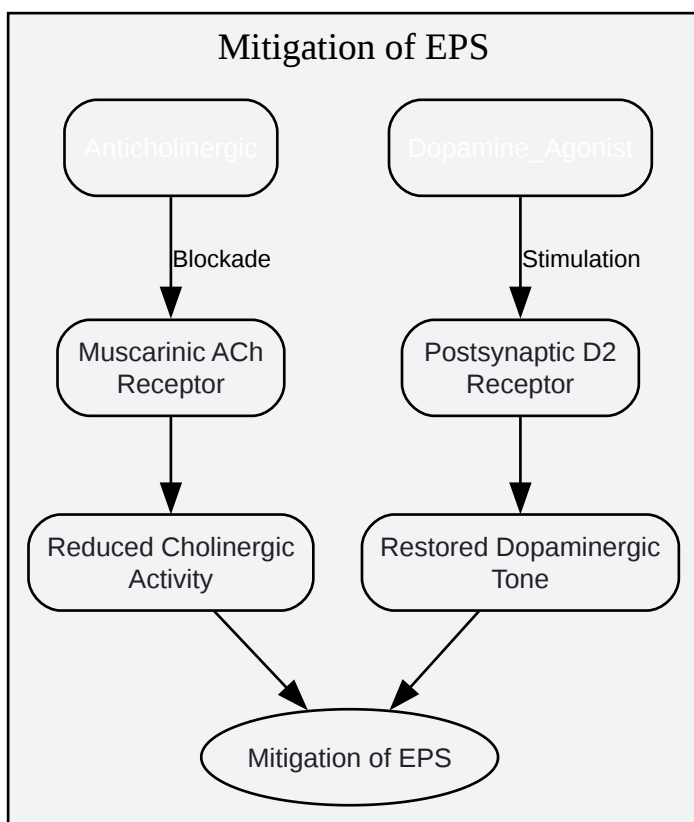 Mitigation of EPS
Anticholinergic
Dopamine_Agonist
Blockade
Stimulation
Muscarinic ACh
Receptor
Postsynaptic D2
Receptor
Reduced Cholinergic
Activity
Restored Dopaminergic
Tone
Mitigation of EPS